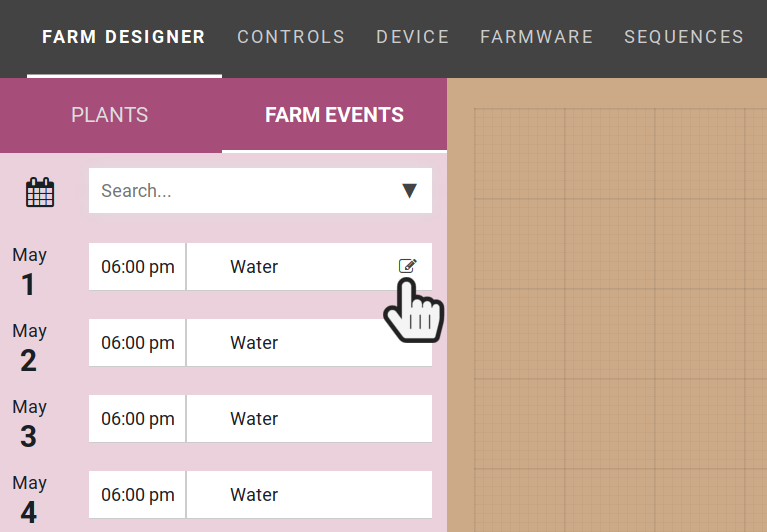 FARM DESIGNER CONTROLS DEVICE FARMWARE SEQUENCES
PLANTS FARM EVENTS
Search...
May
1
06:00 pm Water
May
2
06:00 pm Water
May
3
06:00 pm Water
May
4
06:00 pm Water